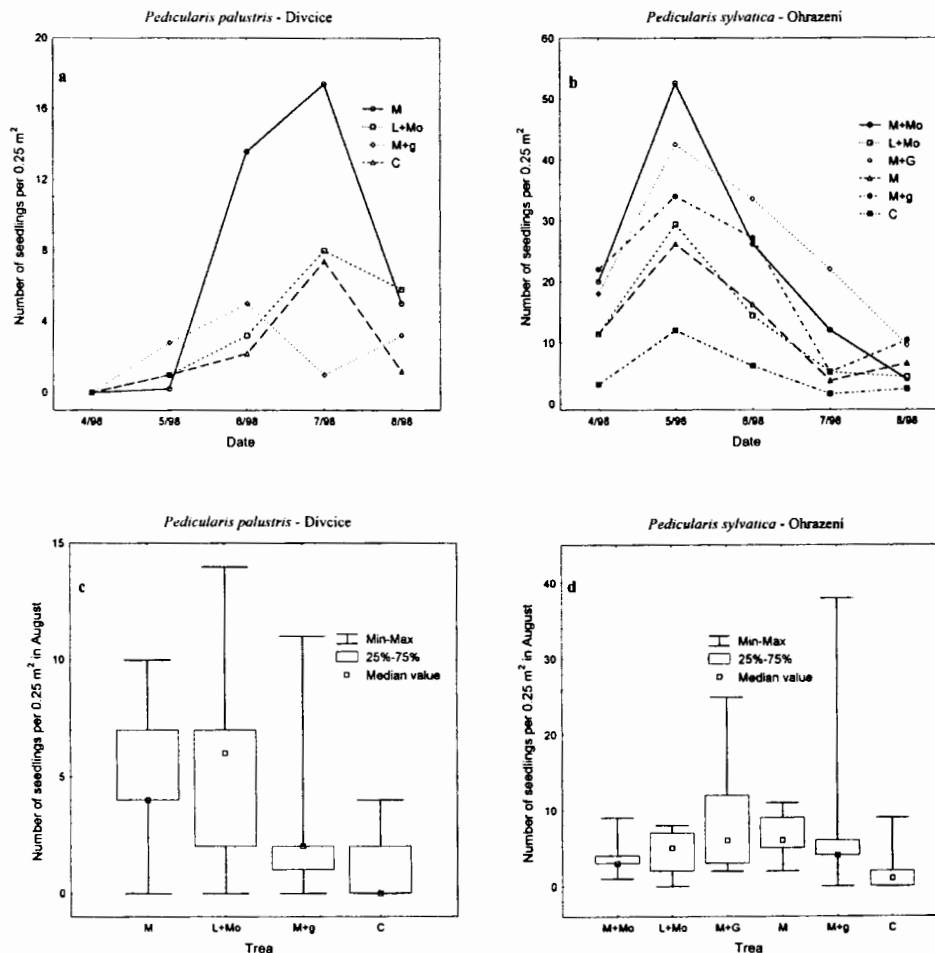 Pedicularis palustris - Divcice
a
Number of seedlings per 0.25 m²
20
16
12
8
4
0
M
L+Mo
M+g
C
4/98
5/98
6/98
7/98
8/98
Date
Pedicularis sylvatica - Ohrazení
b
Number of seedlings per 0.25 m²
60
50
40
30
20
10
0
M+Mo
L+Mo
M+G
M
M+g
C
4/98
5/98
6/98
7/98
8/98
Date
Pedicularis palustris - Divcice
c
Number of seedlings per 0.25 m² in August
15
10
5
0
Min-Max
25%-75%
Median value
M
L+Mo
M+g
C
Trea
Pedicularis sylvatica - Ohrazení
d
Number of seedlings per 0.25 m² in August
40
30
20
10
0
Min-Max
25%-75%
Median value
M+Mo
L+Mo
M+G
M
M+g
C
Trea